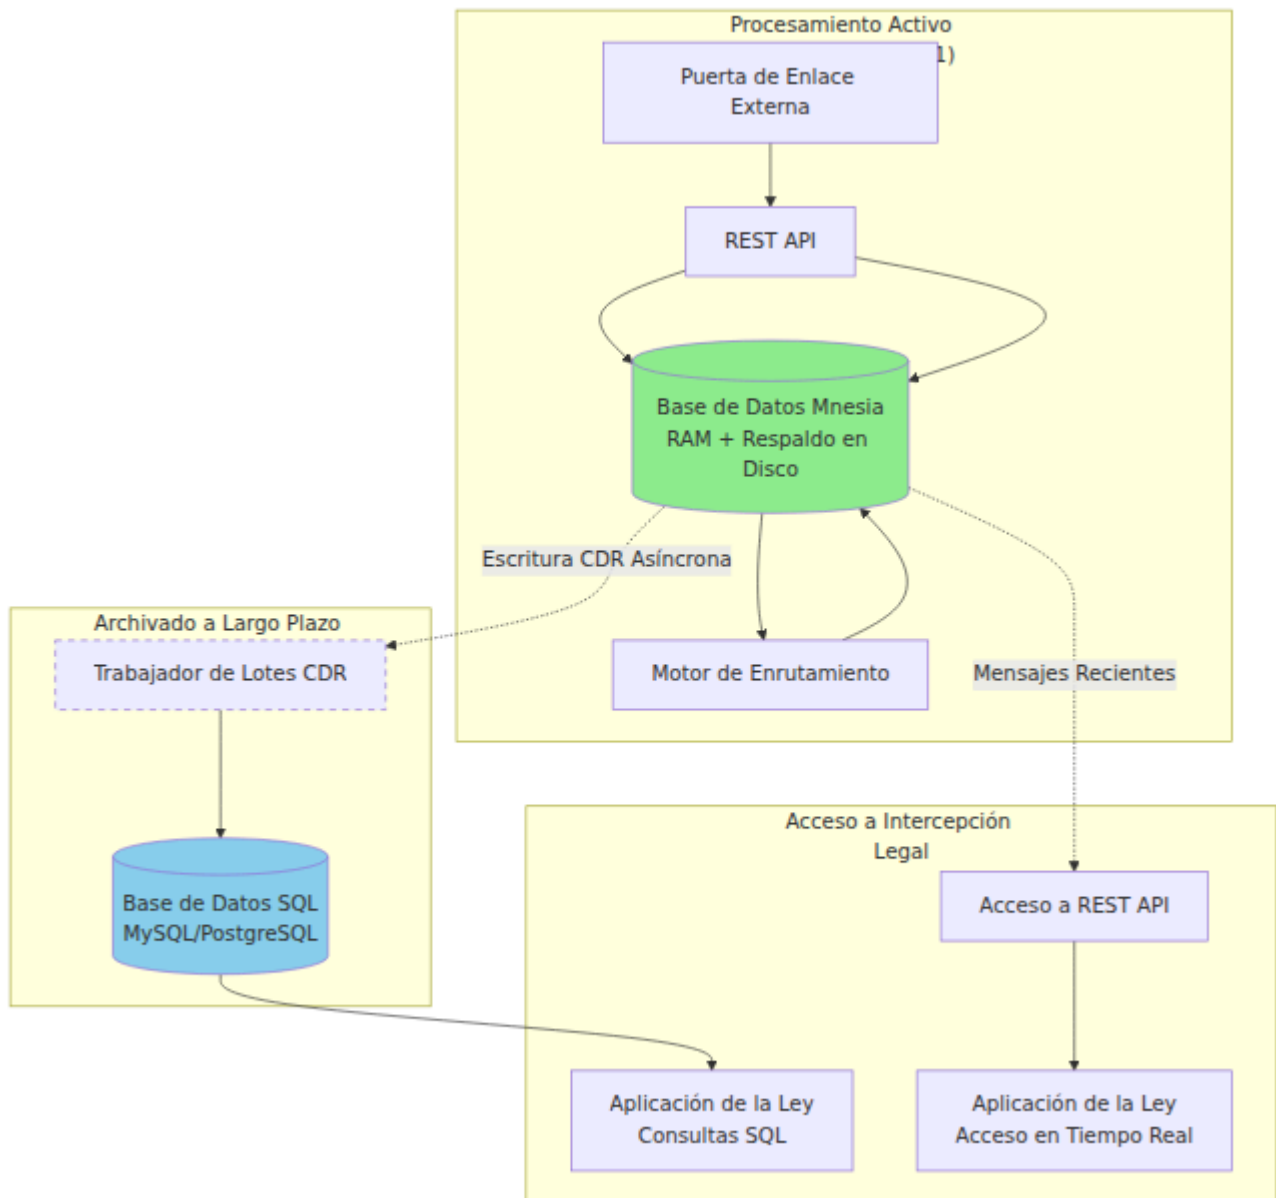 Procesamiento Activo
1)
Puerta de Enlace
Externa
REST API
Base de Datos Mnesia
RAM + Respaldo en
Disco
Escritura CDR Asíncrona
Archivado a Largo Plazo
Trabajador de Lotes CDR
Motor de Enrutamiento
Mensajes Recientes
Acceso a Intercepción
Legal
Base de Datos SQL
MySQL/PostgreSQL
Acceso a REST API
Aplicación de la Ley
Consultas SQL
Aplicación de la Ley
Acceso en Tiempo Real